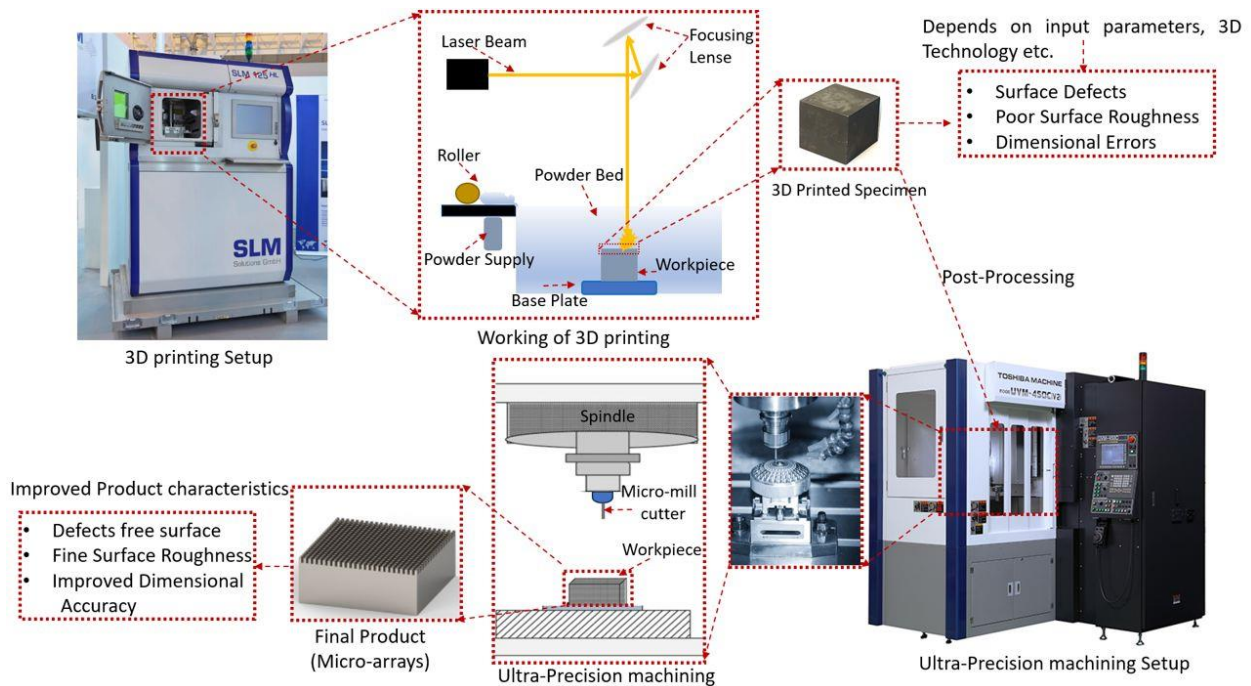 SLM 125 HL
SLM
Solutions GmbH
3D printing Setup
Laser Beam
Focusing
Lense
Roller
Powder Bed
Powder Supply
Workpiece
Base Plate
Working of 3D printing
3D Printed Specimen
Depends on input parameters, 3D
Technology etc.
• Surface Defects
• Poor Surface Roughness
• Dimensional Errors
Post-Processing
TOSHIBA MACHINE
UVM-450C(V2)
Ultra-Precision machining Setup
Spindle
Micro-mill
cutter
Workpiece
Ultra-Precision machining
Final Product
(Micro-arrays)
Improved Product characteristics
• Defects free surface
• Fine Surface Roughness
• Improved Dimensional
Accuracy